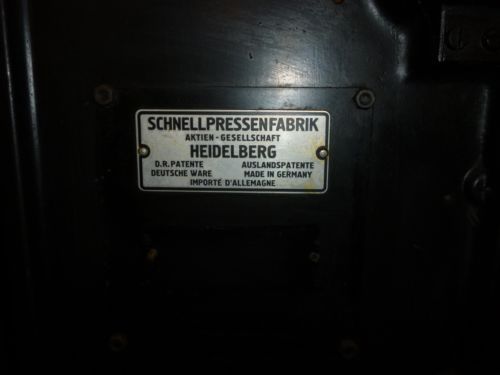 SCHNELLPRESSENFABRIK
AKTIEN-GESELLSCHAFT
HEIDELBERG
D.R.PATENTE AUSLANDSPATENTE
DEUTSCHE WARE MADE IN GERMANY
IMPORTÉ D'ALLEMAGNE